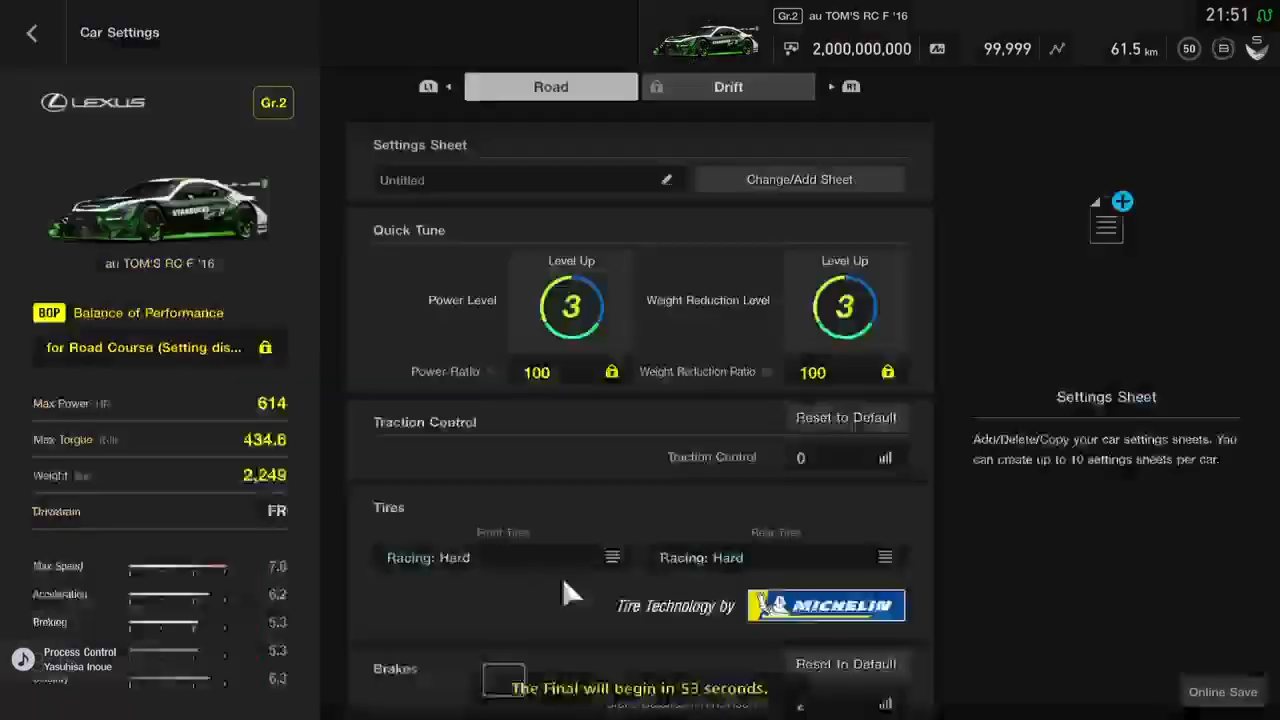 Car Settings
Gr.2 au TOM'S RC F '16
21:51
2,000,000,000
99,999
61.5 km
50
B
S
LEXUS
Gr.2
STARBUCKS
au TOM'S RC F '16
BOP Balance of Performance
for Road Course (Setting dis...
Max Power HP 614
Max Torque 434.6
Weight 2,249
Drivetrain FR
Max Speed 7.0
Acceleration 6.2
Braking 5.3
5.3
6.3
Process Control
Yasuhisa Inoue
L1 Road Drift R1
Settings Sheet
Untitled
Change/Add Sheet
Quick Tune
Level Up
Level Up
Power Level 3
Weight Reduction Level 3
Power Ratio 100
Weight Reduction Ratio 100
Traction Control
Reset to Default
Traction Control 0
Tires
Front Tires
Rear Tires
Racing: Hard
Racing: Hard
Tire Technology by MICHELIN
Brakes
Reset to Default
The Final will begin in 53 seconds.
Settings Sheet
Add/Delete/Copy your car settings sheets. You
can create up to 10 settings sheets per car.
Online Save